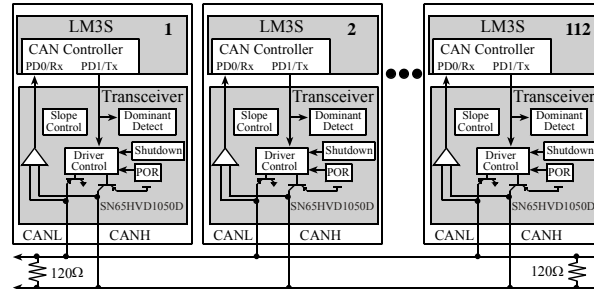 LM3S 1
CAN Controller
PD0/Rx PD1/Tx
Transceiver
Slope Control
Dominant Detect
Driver Control
Shutdown
POR
SN65HVD1050D
CANL CANH
120Ω
LM3S 2
CAN Controller
PD0/Rx PD1/Tx
Transceiver
Slope Control
Dominant Detect
Driver Control
Shutdown
POR
SN65HVD1050D
CANL CANH
LM3S 112
CAN Controller
PD0/Rx PD1/Tx
Transceiver
Slope Control
Dominant Detect
Driver Control
Shutdown
POR
SN65HVD1050D
CANL CANH
120Ω